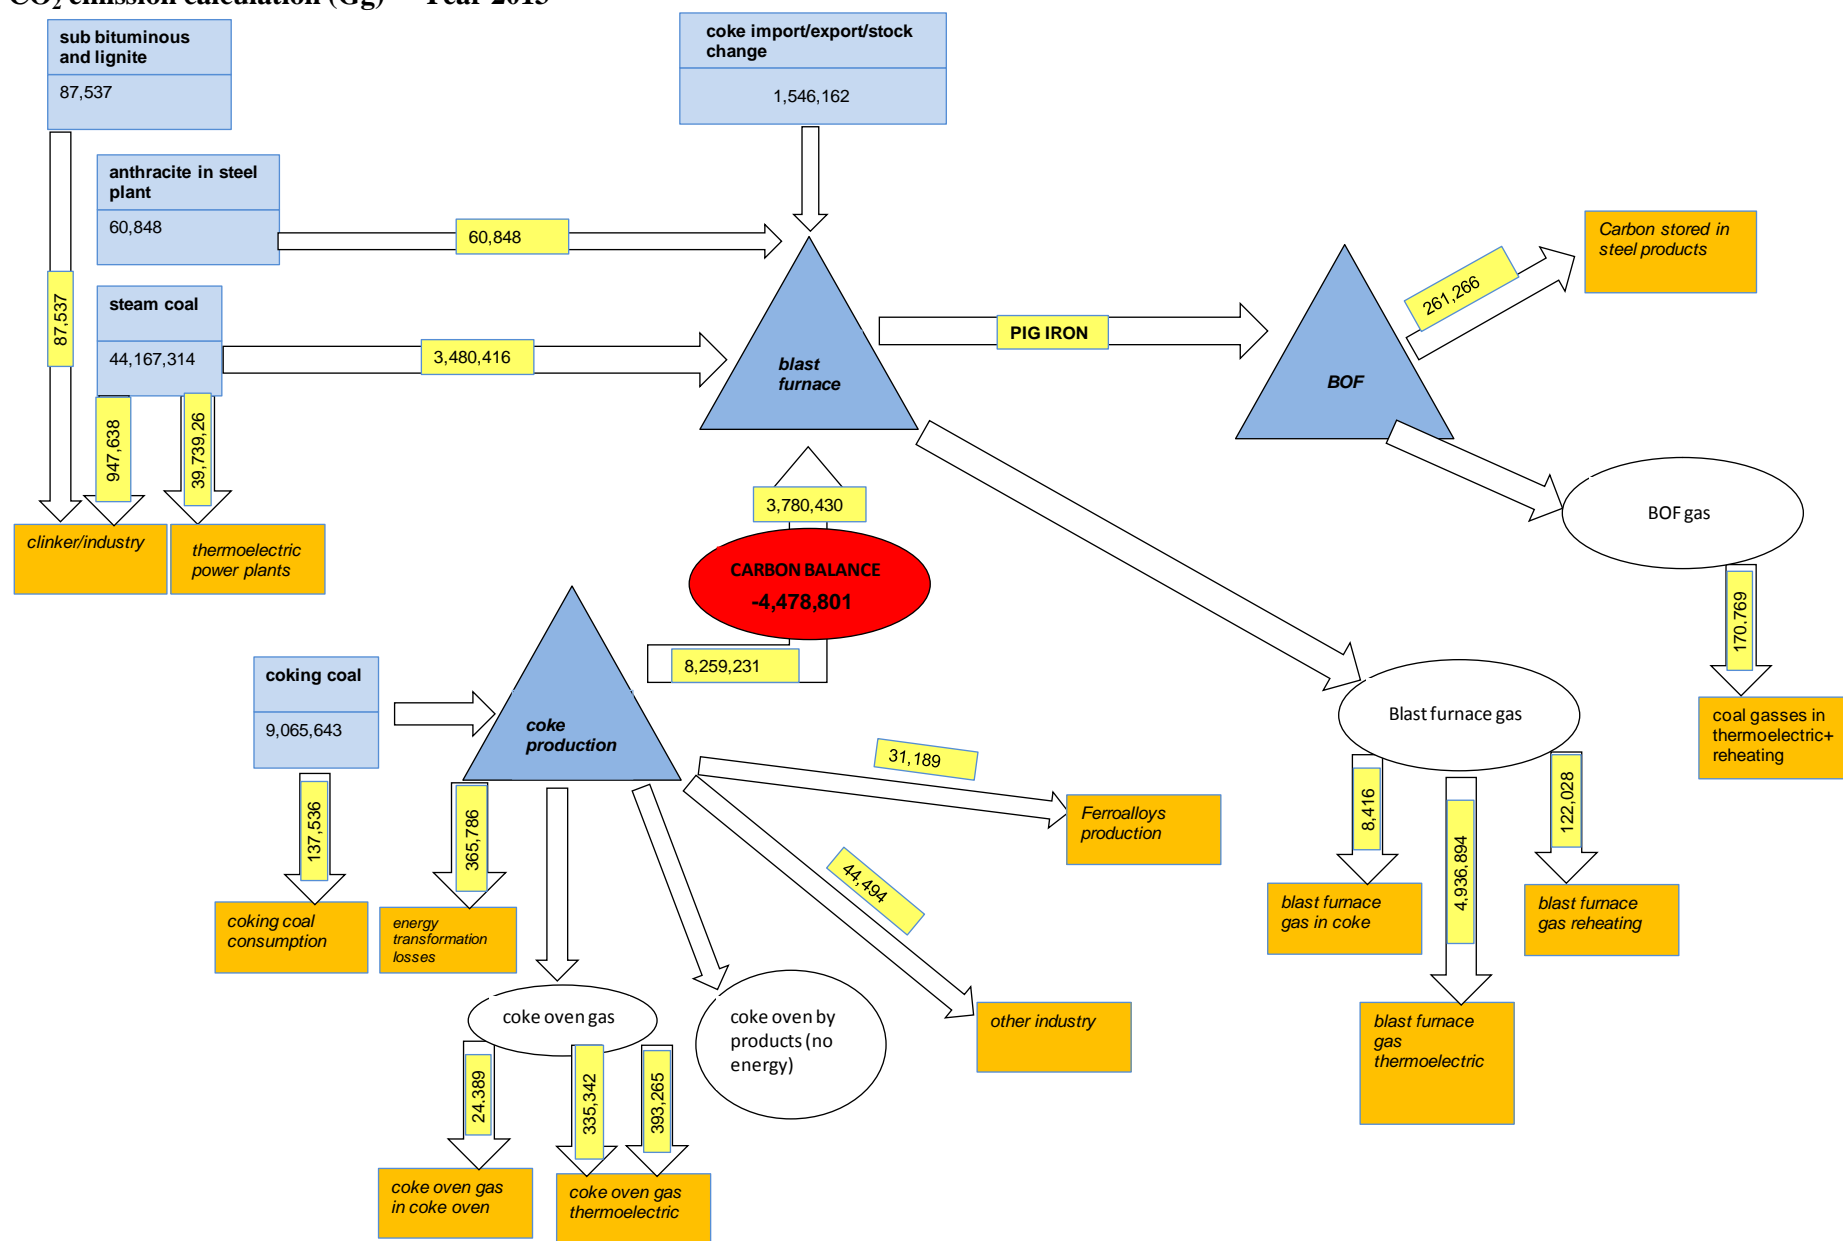 CO₂ emission calculation (Gg) – Year 2015
sub bituminous
and lignite
87,537
coke import/export/stock
change
1,546,162
anthracite in steel
plant
60,848
60,848
87,537
steam coal
44,167,314
3,480,416
947,638
39,739,26
clinker/industry
thermoelectric
power plants
blast
furnace
PIG IRON
BOF
261,266
Carbon stored in
steel products
BOF gas
170.769
coal gasses in
thermoelectric+
reheating
3,780,430
CARBON BALANCE
-4,478,801
8,259,231
coking coal
9,065,643
137,536
coking coal
consumption
coke
production
365,786
energy
transformation
losses
31,189
Ferroalloys
production
44,494
other industry
coke oven gas
coke oven by
products (no
energy)
24.389
335,342
393,265
coke oven gas
in coke oven
coke oven gas
thermoelectric
Blast furnace gas
8,416
4,936,894
122,028
blast furnace
gas in coke
blast furnace
gas
thermoelectric
blast furnace
gas reheating